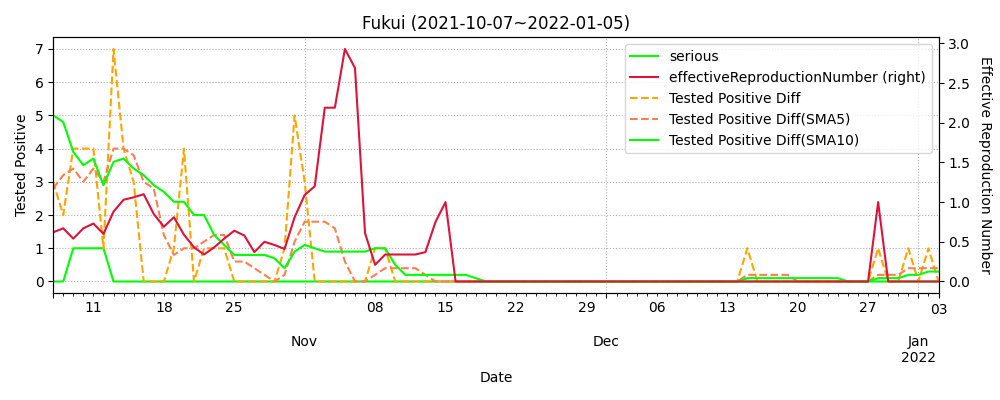 Fukui (2021-10-07~2022-01-05)
serious
effectiveReproductionNumber (right)
Tested Positive Diff
Tested Positive Diff(SMA5)
Tested Positive Diff(SMA10)
Tested Positive
7
6
5
4
3
2
1
0
3.0
2.5
2.0
1.5
1.0
0.5
0.0
Effective Reproduction Number
11 18 25 08 15 22 29 06 13 20 27 03
Nov Dec Jan
2022
Date